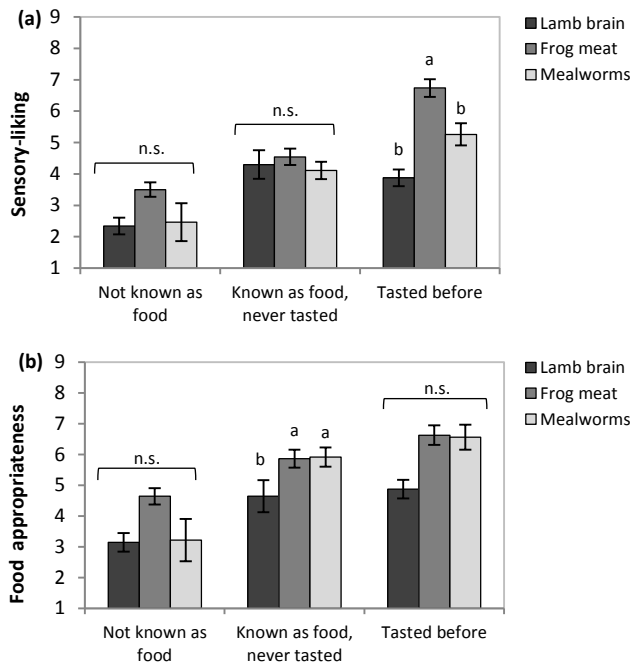 (a)
Sensory-liking
9
8
7
6
5
4
3
2
1
n.s.
n.s.
b
a
b
Not known as
food
Known as food,
never tasted
Tasted before
Lamb brain
Frog meat
Mealworms
(b)
Food appropriateness
9
8
7
6
5
4
3
2
1
n.s.
b
a
a
n.s.
Not known as
food
Known as food,
never tasted
Tasted before
Lamb brain
Frog meat
Mealworms